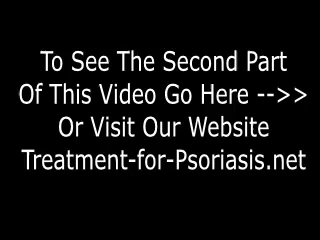 To See The Second Part
Of This Video Go Here -->>
Or Visit Our Website
Treatment-for-Psoriasis.net